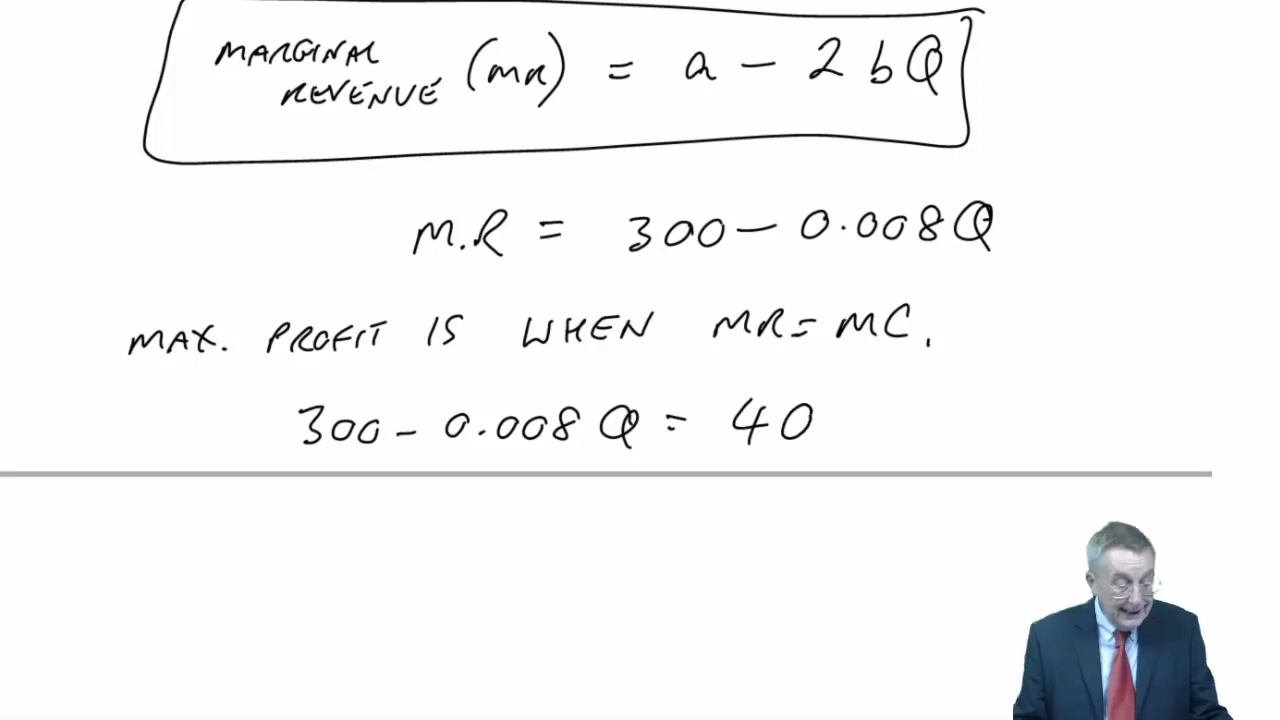 MARGINAL
REVENUE (MR) = a - 2bQ
M.R = 300 - 0.008Q
MAX. PROFIT IS WHEN MR = MC.
300 - 0.008Q = 40